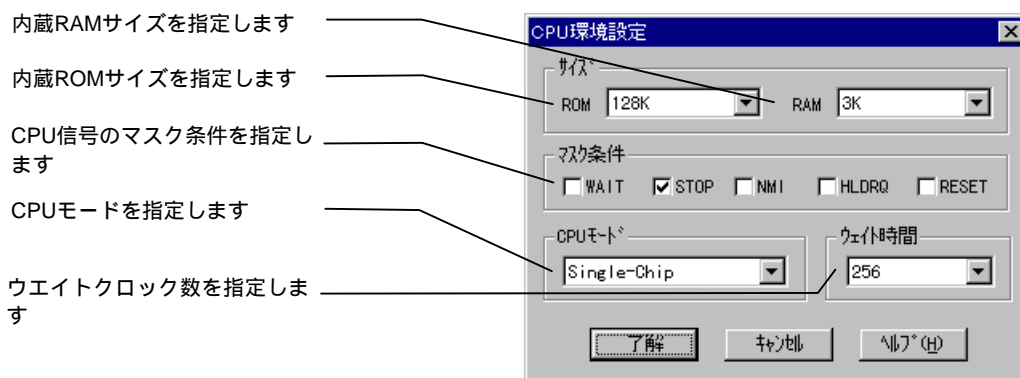 内蔵RAMサイズを指定します
内蔵ROMサイズを指定します
CPU信号のマスク条件を指定し
ます
CPUモードを指定します
ウエイトクロック数を指定しま
す
CPU環境設定
ｻｲｽﾞ
ROM 128K RAM 3K
ﾏｽｸ条件
WAIT STOP NMI HLDRQ RESET
CPUﾓｰﾄﾞ ｳｪｲﾄ時間
Single-Chip 256
了解 ｷｬﾝｾﾙ ﾍﾙﾌﾟ(H)